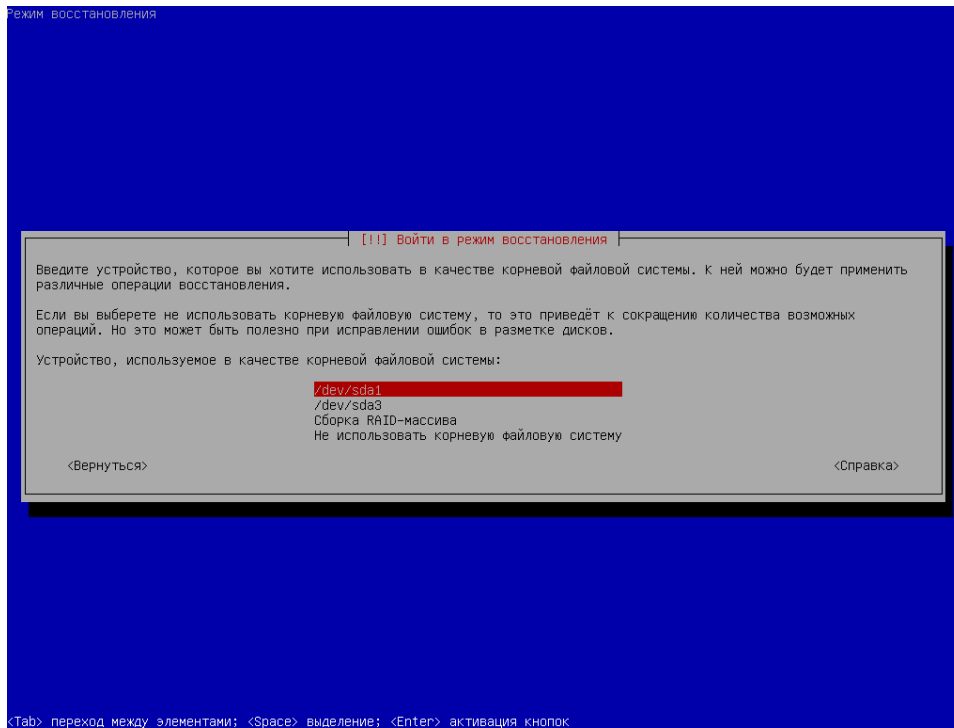 Режим восстановления
[!!] Войти в режим восстановления
Введите устройство, которое вы хотите использовать в качестве корневой файловой системы. К ней можно будет применить
различные операции восстановления.
Если вы выберете не использовать корневую файловую систему, то это приведёт к сокращению количества возможных
операций. Но это может быть полезно при исправлении ошибок в разметке дисков.
Устройство, используемое в качестве корневой файловой системы:
/dev/sda1
/dev/sda3
Сборка RAID-массива
Не использовать корневую файловую систему
<Вернуться> <Справка>
<Tab> переход между элементами; <Space> выделение; <Enter> активация кнопок